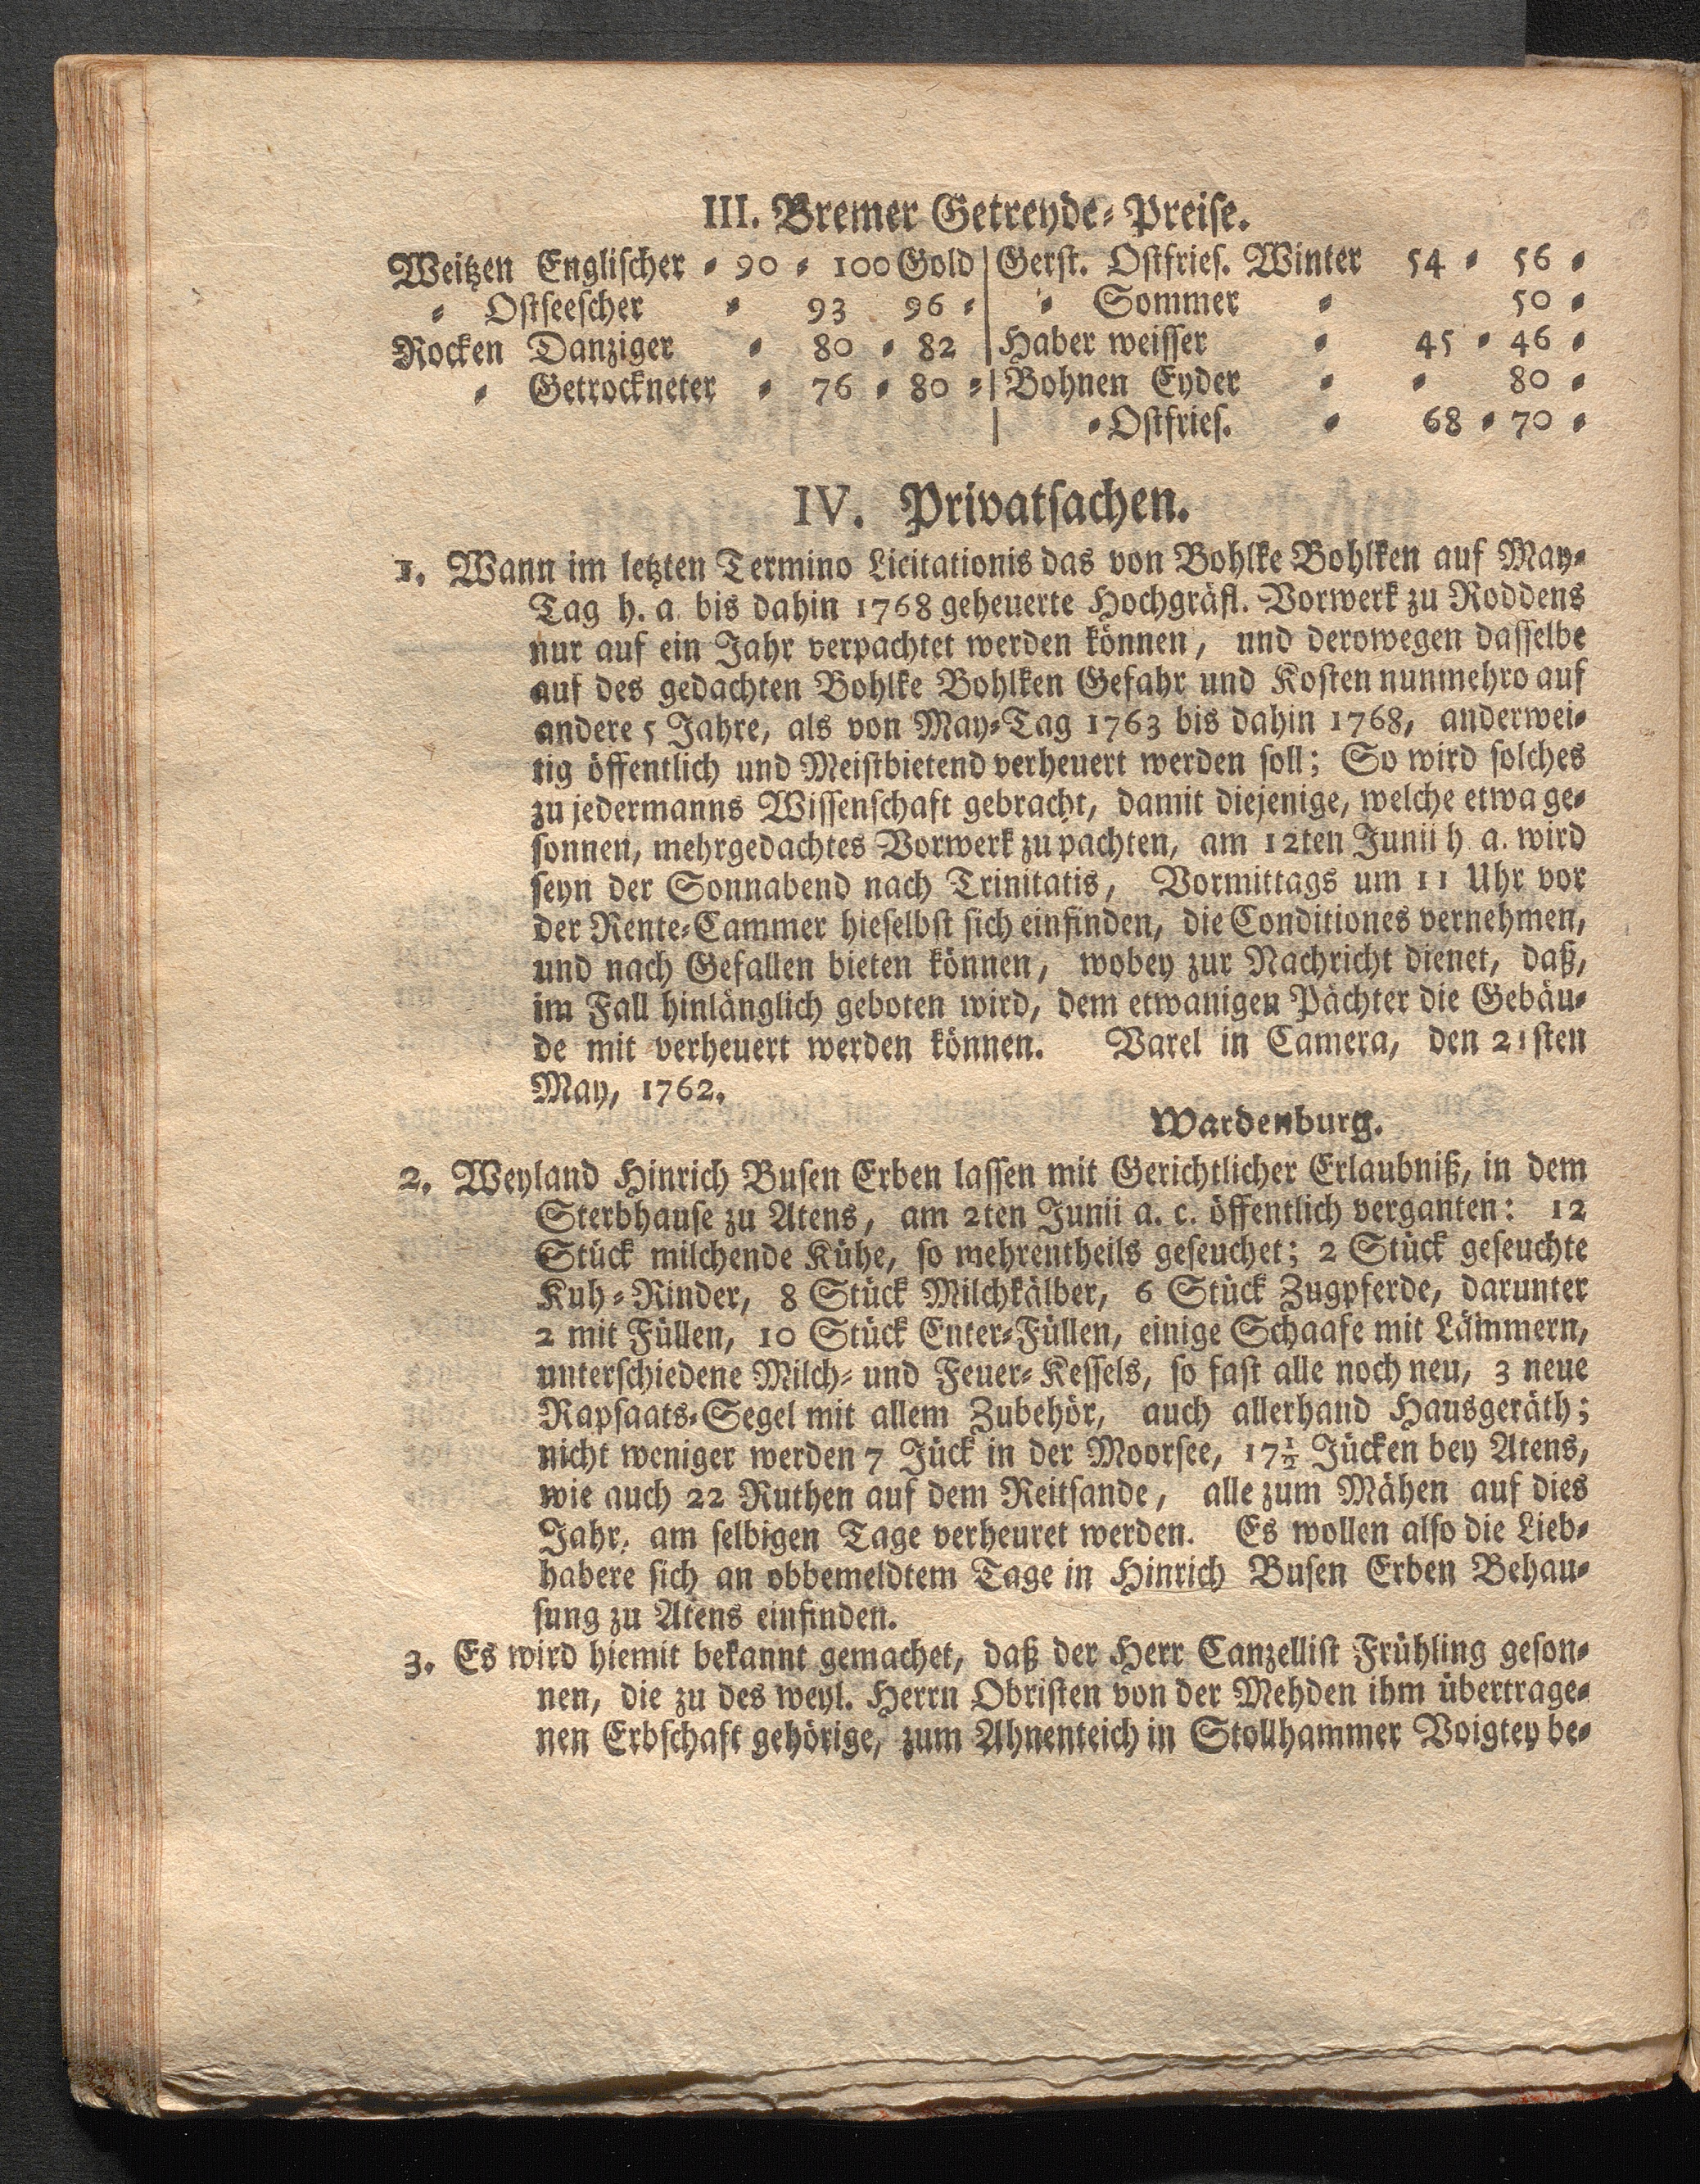 III. Bremer Getreyde-Preise.
Weitzen Englischer - 90 - 100 Gold
- Ostseescher - 93 96 -
Rocken Danziger - 80 - 82
- Getrockneter - 76 - 80 -
Gerst. Ostfries. Winter 54 - 56 -
- Sommer - 50 -
Haber weisser - 45 - 46 -
Bohnen Eyder - - 80 -
- Ostfries. - 68 - 70 -
IV. Privatsachen.
1. Wann im letzten Termino Licitationis das von Bohlke Bohlken auf May-
Tag h. a bis dahin 1768 geheuerte Hochgräfl. Vorwerk zu Roddens
nur auf ein Jahr verpachtet werden können, und derowegen dasselbe
auf des gedachten Bohlke Bohlken Gefahr und Kosten nunmehro auf
andere 5 Jahre, als von May-Tag 1763 bis dahin 1768, anderwei-
tig öffentlich und Meistbietend verheuert werden soll; So wird solches
zu jedermanns Wissenschaft gebracht, damit diejenige, welche etwa ge-
sonnen, mehrgedachtes Vorwerk zu pachten, am 12ten Junii h a. wird
seyn der Sonnabend nach Trinitatis, Vormittags um 11 Uhr vor
der Rente-Cammer hieselbst sich einfinden, die Conditiones vernehmen,
und nach Gefallen bieten können, wobey zur Nachricht dienet, daß,
im Fall hinlänglich geboten wird, dem etwanigen Pächter die Gebäu-
de mit verheuert werden können. Varel in Camera, den 21sten
May, 1762.
Wardenburg.
2. Weyland Hinrich Busen Erben lassen mit Gerichtlicher Erlaubniß, in dem
Sterbhause zu Atens, am 2ten Junii a. c. öffentlich verganten: 12
Stück milchende Kühe, so mehrentheils geseuchet; 2 Stück geseuchte
Kuh-Rinder, 8 Stück Milchkälber, 6 Stück Zugpferde, darunter
2 mit Füllen, 10 Stück Enter-Füllen, einige Schaafe mit Lämmern,
unterschiedene Milch- und Feuer-Kessels, so fast alle noch neu, 3 neue
Rapsaats-Segel mit allem Zubehör, auch allerhand Hausgeräth;
nicht weniger werden 7 Jück in der Moorsee, 17½ Jücken bey Atens,
wie auch 22 Ruthen auf dem Reitsande, alle zum Mähen auf dies
Jahr, am selbigen Tage verheuret werden. Es wollen also die Lieb-
habere sich an obbemeldtem Tage in Hinrich Busen Erben Behau-
sung zu Atens einfinden.
3. Es wird hiemit bekannt gemachet, daß der Herr Canzellist Frühling geson-
nen, die zu des weyl. Herrn Obristen von der Mehden ihm übertrage-
nen Erbschaft gehörige, zum Ahnenteich in Stollhammer Voigtey be-